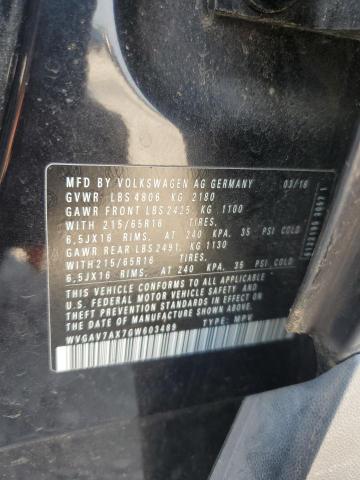 MFD BY VOLKSWAGEN AG GERMANY 03/16
GVWR LBS 4806 KG 2180
GAWR FRONT LBS 2425 KG 1100
WITH 215/65R16 TIRES.
6,5JX16 RIMS, AT 240 KPA, 35 PSI COLD
GAWR REAR LBS 2491 KG 1130
WITH 215/65R16 TIRES.
6,5JX16 RIMS, AT 240 KPA, 35 PSI COLD
THIS VEHICLE CONFORMS TO ALL APPLICABLE
FEDERAL MOTOR VEHICLE SAFETY, BUMPER, AND
THEFT PREVENTION STANDARDS IN EFFECT ON
THE DATE OF MANUFACTURE SHOWN ABOVE.
WVGAV7AX7GW603489 TYPE: MPV